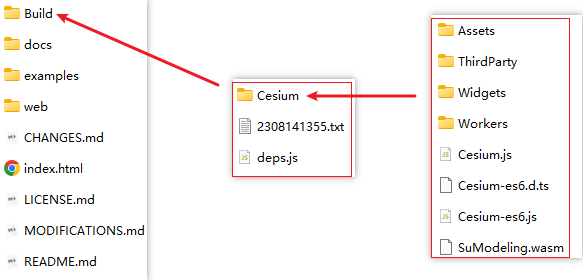 Build
docs
examples
web
CHANGES.md
index.html
LICENSE.md
MODIFICATIONS.md
README.md
Cesium
2308141355.txt
deps.js
Assets
ThirdParty
Widgets
Workers
Cesium.js
Cesium-es6.d.ts
Cesium-es6.js
SuModeling.wasm